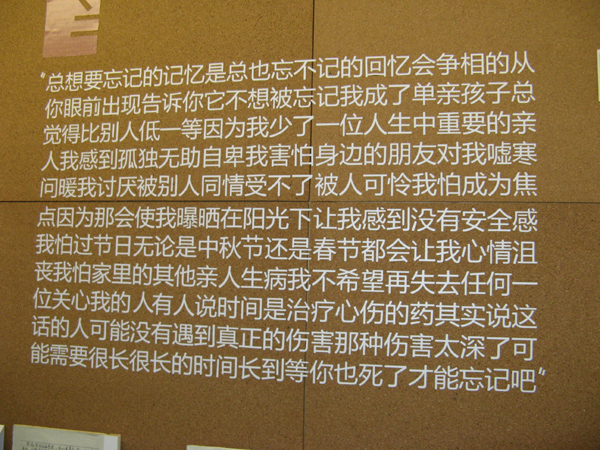 "总想要忘记的记忆是总也忘不记的回忆会争相的从
你眼前出现告诉你它不想被忘记我成了单亲孩子总
觉得比别人低一等因为我少了一位人生中重要的亲
人我感到孤独无助自卑我害怕身边的朋友对我嘘寒
问暖我讨厌被别人同情受不了被人可怜我怕成为焦
点因为那会使我曝晒在阳光下让我感到没有安全感
我怕过节日无论是中秋节还是春节都会让我心情沮
丧我怕家里的其他亲人生病我不希望再失去任何一
位关心我的人有人说时间是治疗心伤的药其实说这
话的人可能没有遇到真正的伤害那种伤害太深了可
能需要很长很长的时间长到等你也死了才能忘记吧"